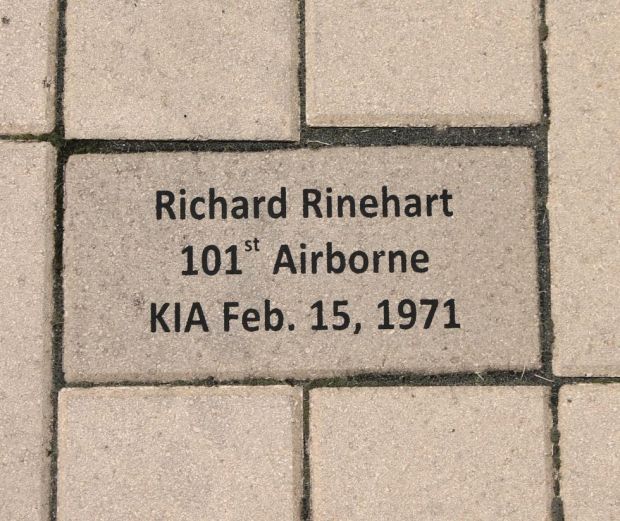 Richard Rinehart
101st Airborne
KIA Feb. 15, 1971